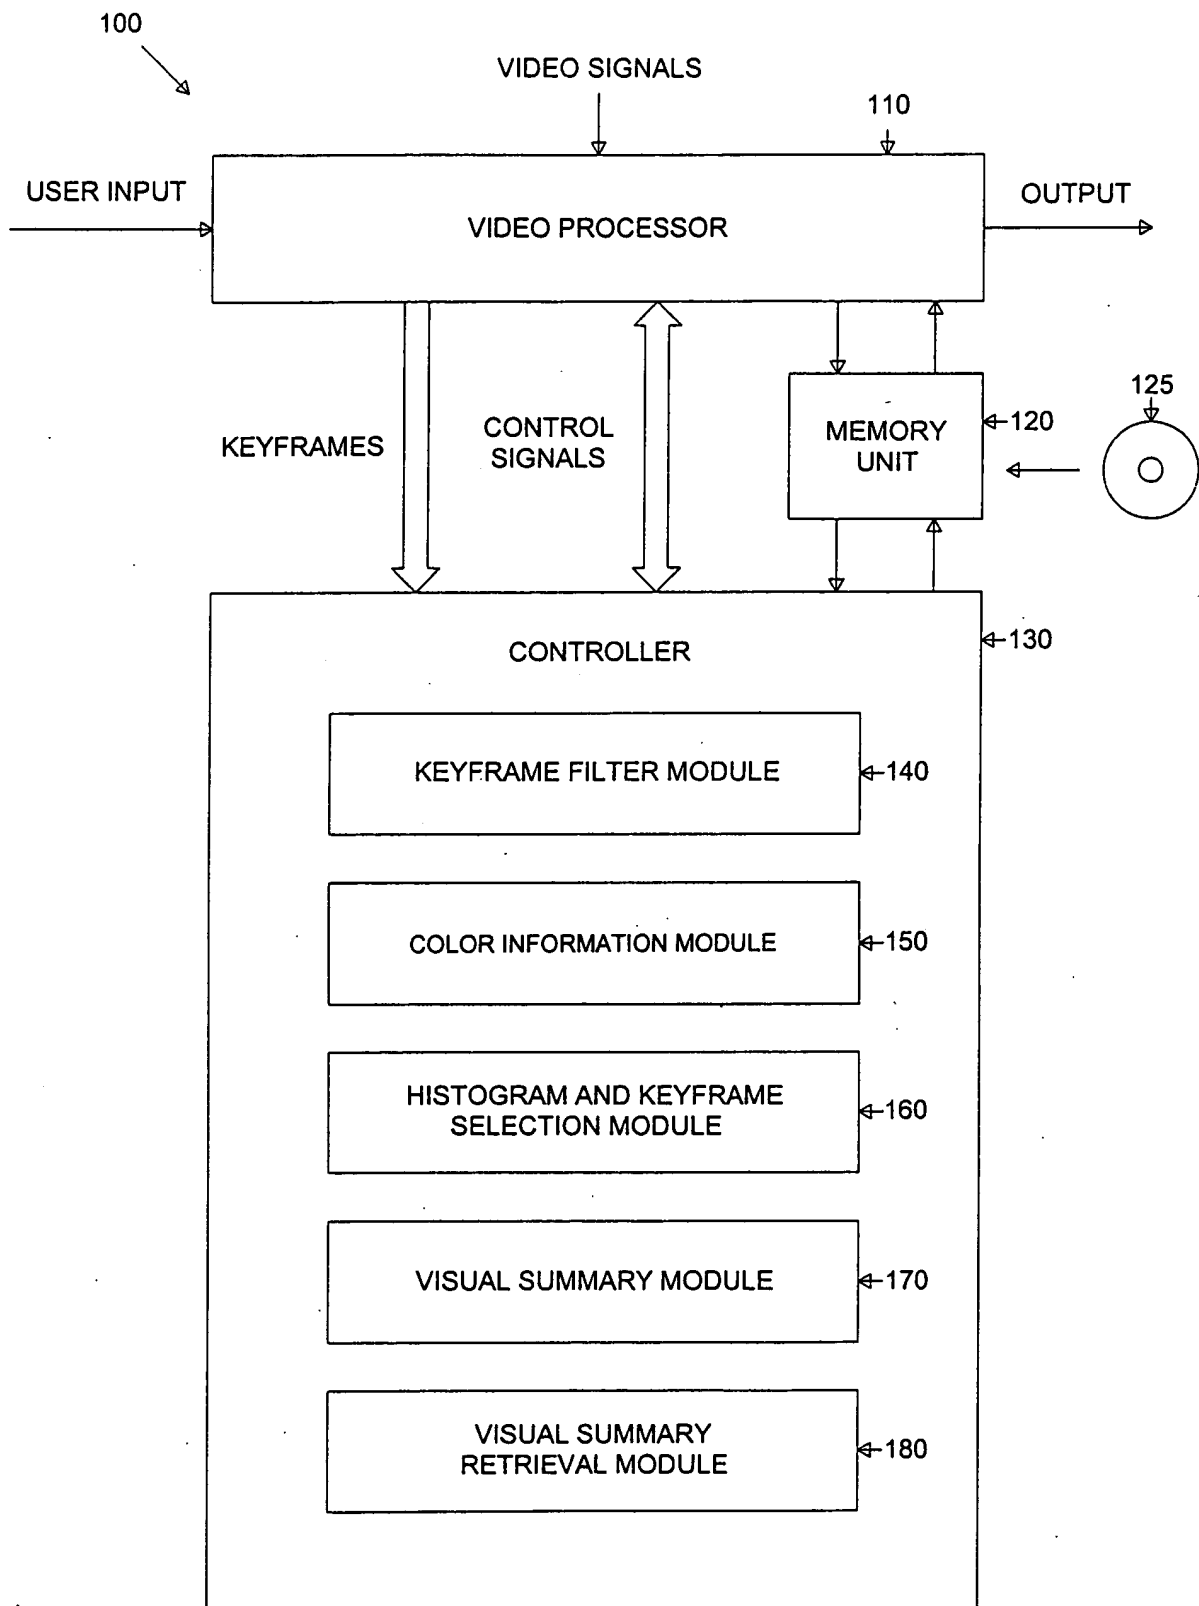 100
VIDEO SIGNALS
110
USER INPUT
OUTPUT
VIDEO PROCESSOR
125
KEYFRAMES
CONTROL
SIGNALS
MEMORY
UNIT
120
CONTROLLER
130
KEYFRAME FILTER MODULE
140
COLOR INFORMATION MODULE
150
HISTOGRAM AND KEYFRAME
SELECTION MODULE
160
VISUAL SUMMARY MODULE
170
VISUAL SUMMARY
RETRIEVAL MODULE
180